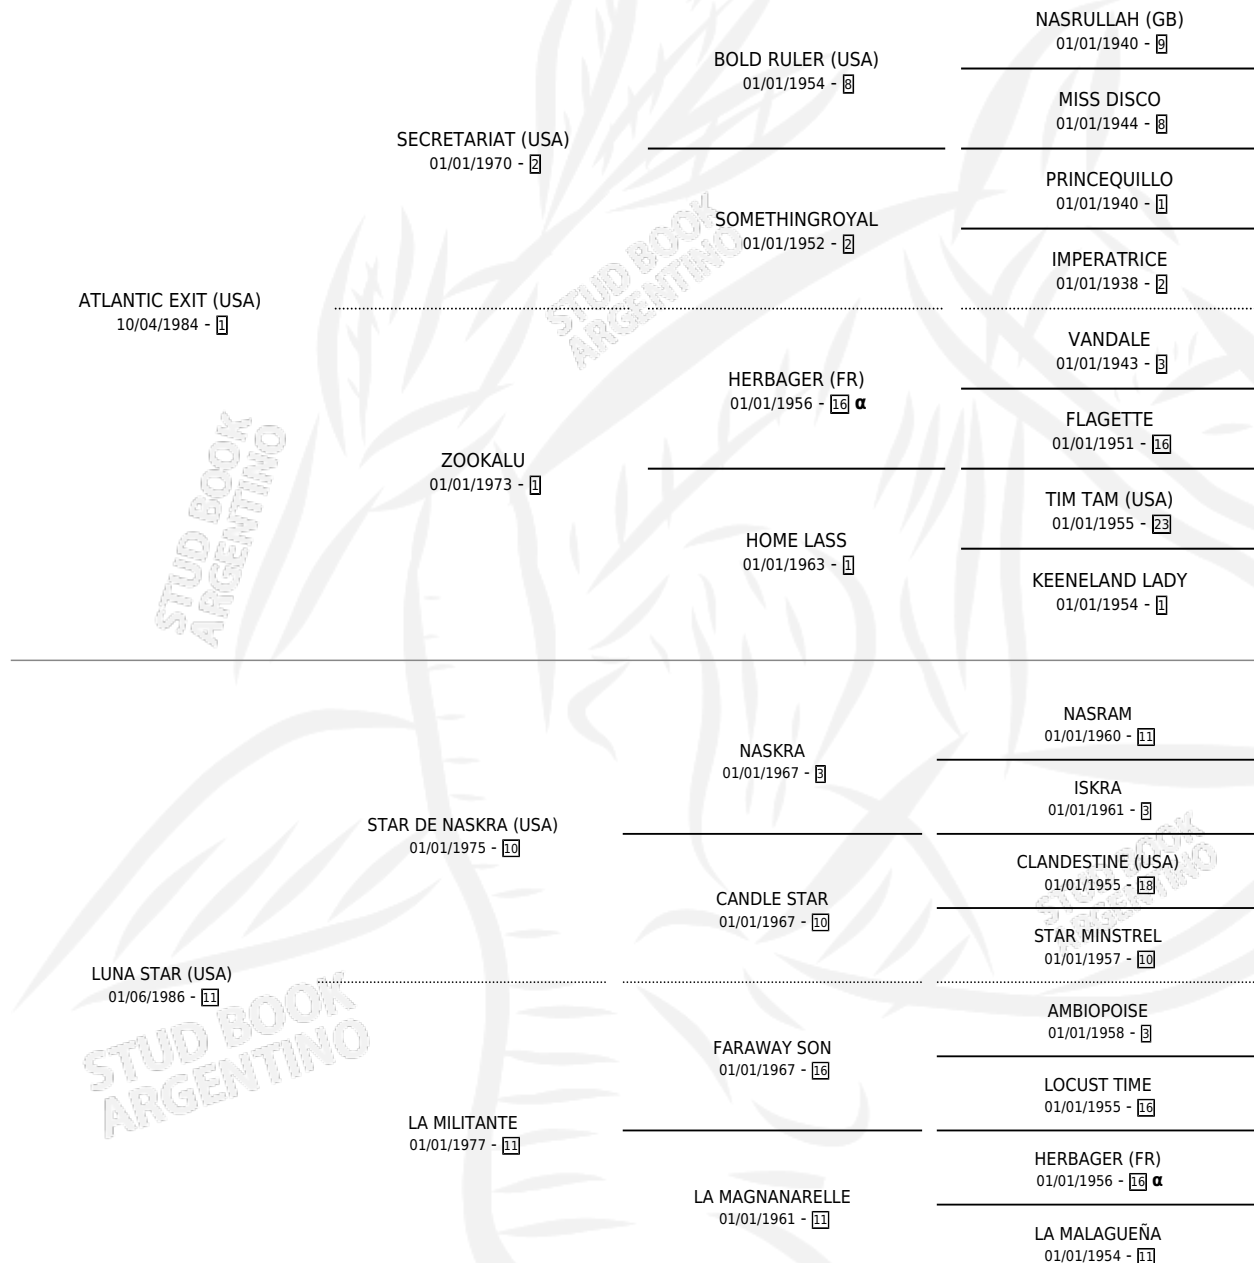 NASRULLAH (GB)
01/01/1940 - 9
BOLD RULER (USA)
01/01/1954 - 8
MISS DISCO
01/01/1944 - 8
SECRETARIAT (USA)
01/01/1970 - 2
PRINCEQUILLO
01/01/1940 - 1
SOMETHINGROYAL
01/01/1952 - 2
IMPERATRICE
01/01/1938 - 2
ATLANTIC EXIT (USA)
10/04/1984 - 1
VANDALE
01/01/1943 - 3
HERBAGER (FR)
01/01/1956 - 16 α
FLAGETTE
01/01/1951 - 16
ZOOKALU
01/01/1973 - 1
TIM TAM (USA)
01/01/1955 - 23
HOME LASS
01/01/1963 - 1
KEENELAND LADY
01/01/1954 - 1
NASRAM
01/01/1960 - 11
NASKRA
01/01/1967 - 3
ISKRA
01/01/1961 - 3
STAR DE NASKRA (USA)
01/01/1975 - 10
CLANDESTINE (USA)
01/01/1955 - 18
CANDLE STAR
01/01/1967 - 10
STAR MINSTREL
01/01/1957 - 10
LUNA STAR (USA)
01/06/1986 - 11
AMBIOPOISE
01/01/1958 - 3
FARAWAY SON
01/01/1967 - 16
LOCUST TIME
01/01/1955 - 16
LA MILITANTE
01/01/1977 - 11
HERBAGER (FR)
01/01/1956 - 16 α
LA MAGNANARELLE
01/01/1961 - 11
LA MALAGUEÑA
01/01/1954 - 11
STUD BOOK
ARGENTINO
STUD BOOK
ARGENTINO
STUD BOOK
ARGENTINO
STUD BOOK
ARGENTINO